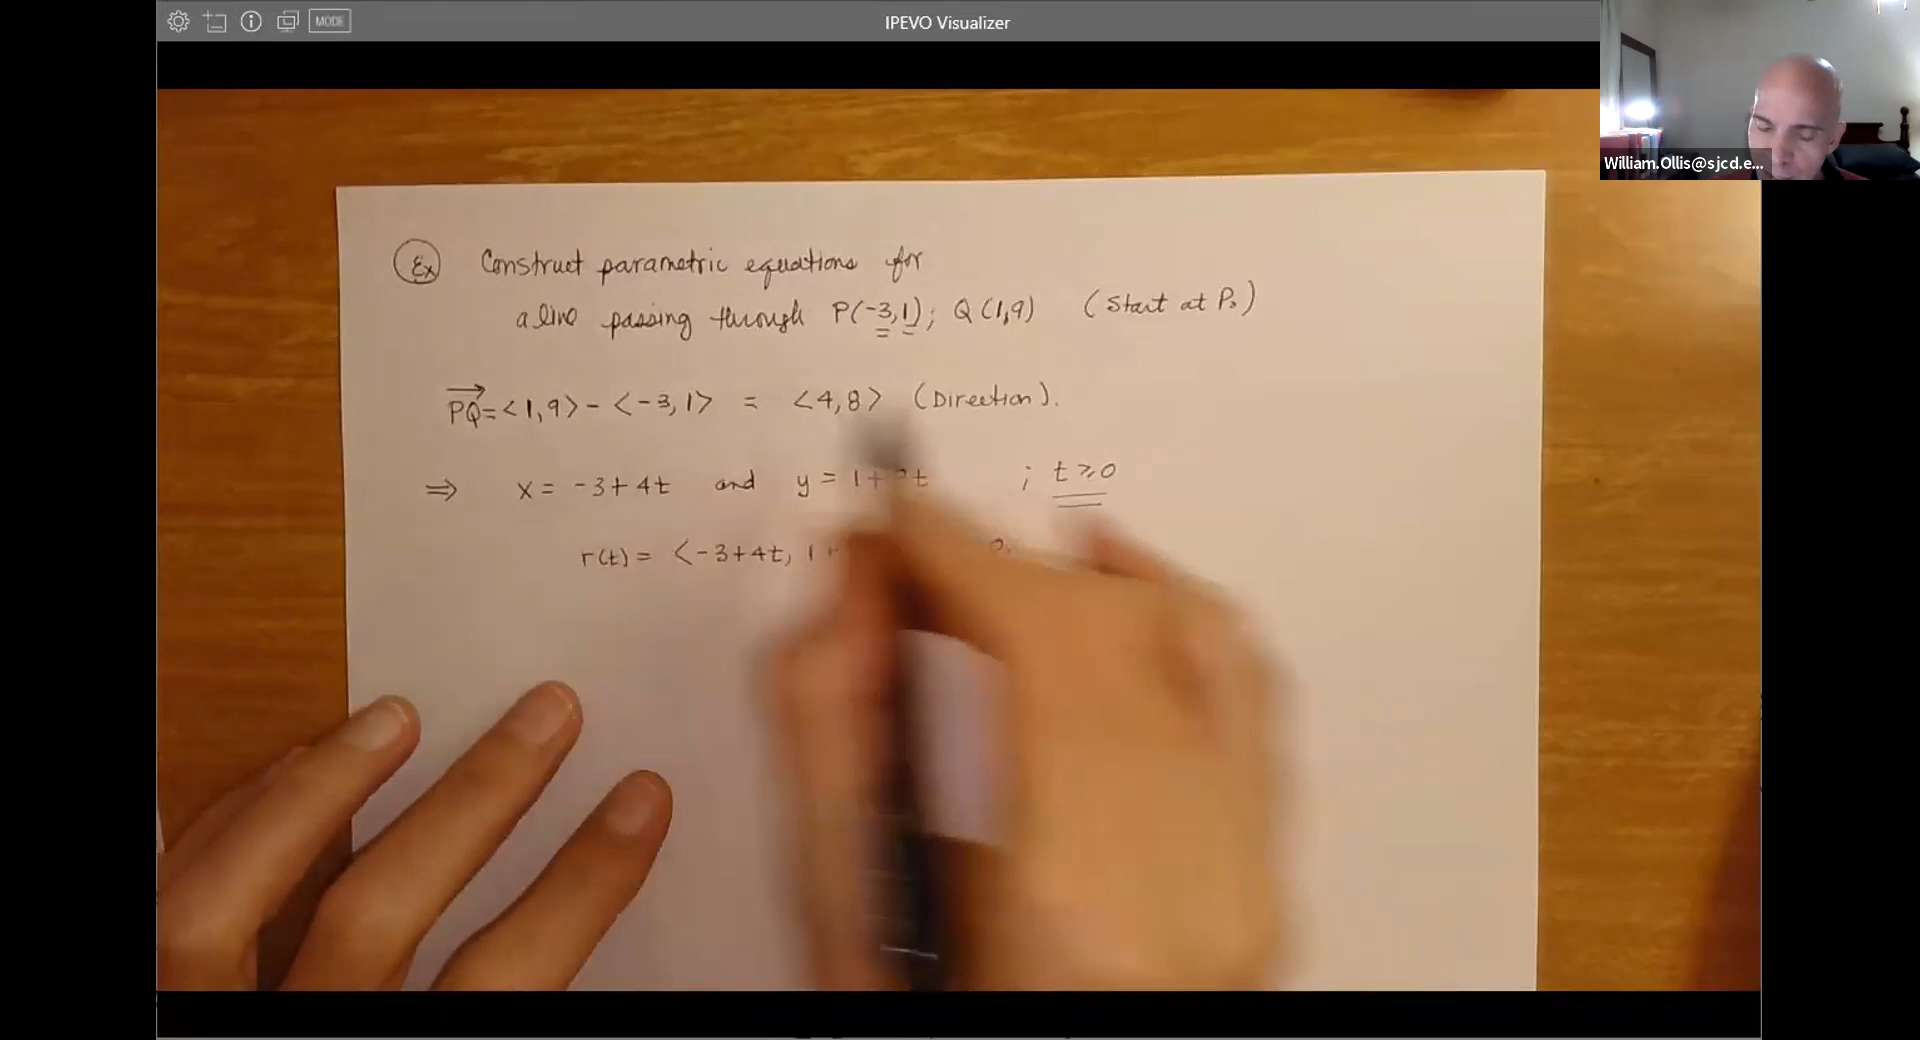 MODE
IPEVO Visualizer
William.Ollis@sjcd.e...
Ex Construct parametric equations for
a line passing through P(-3,1); Q(1,9) (Start at P.)
PQ = <1,9> - <-3,1> = <4,8> (Direction).
⇒ x = -3+4t and y = 1+ t ; t ≥ 0
r(t) = <-3+4t, 1+